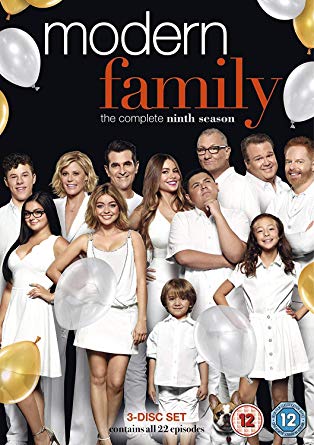 modern
family
the complete ninth season
3-DISC SET
contains all 22 episodes
12
12